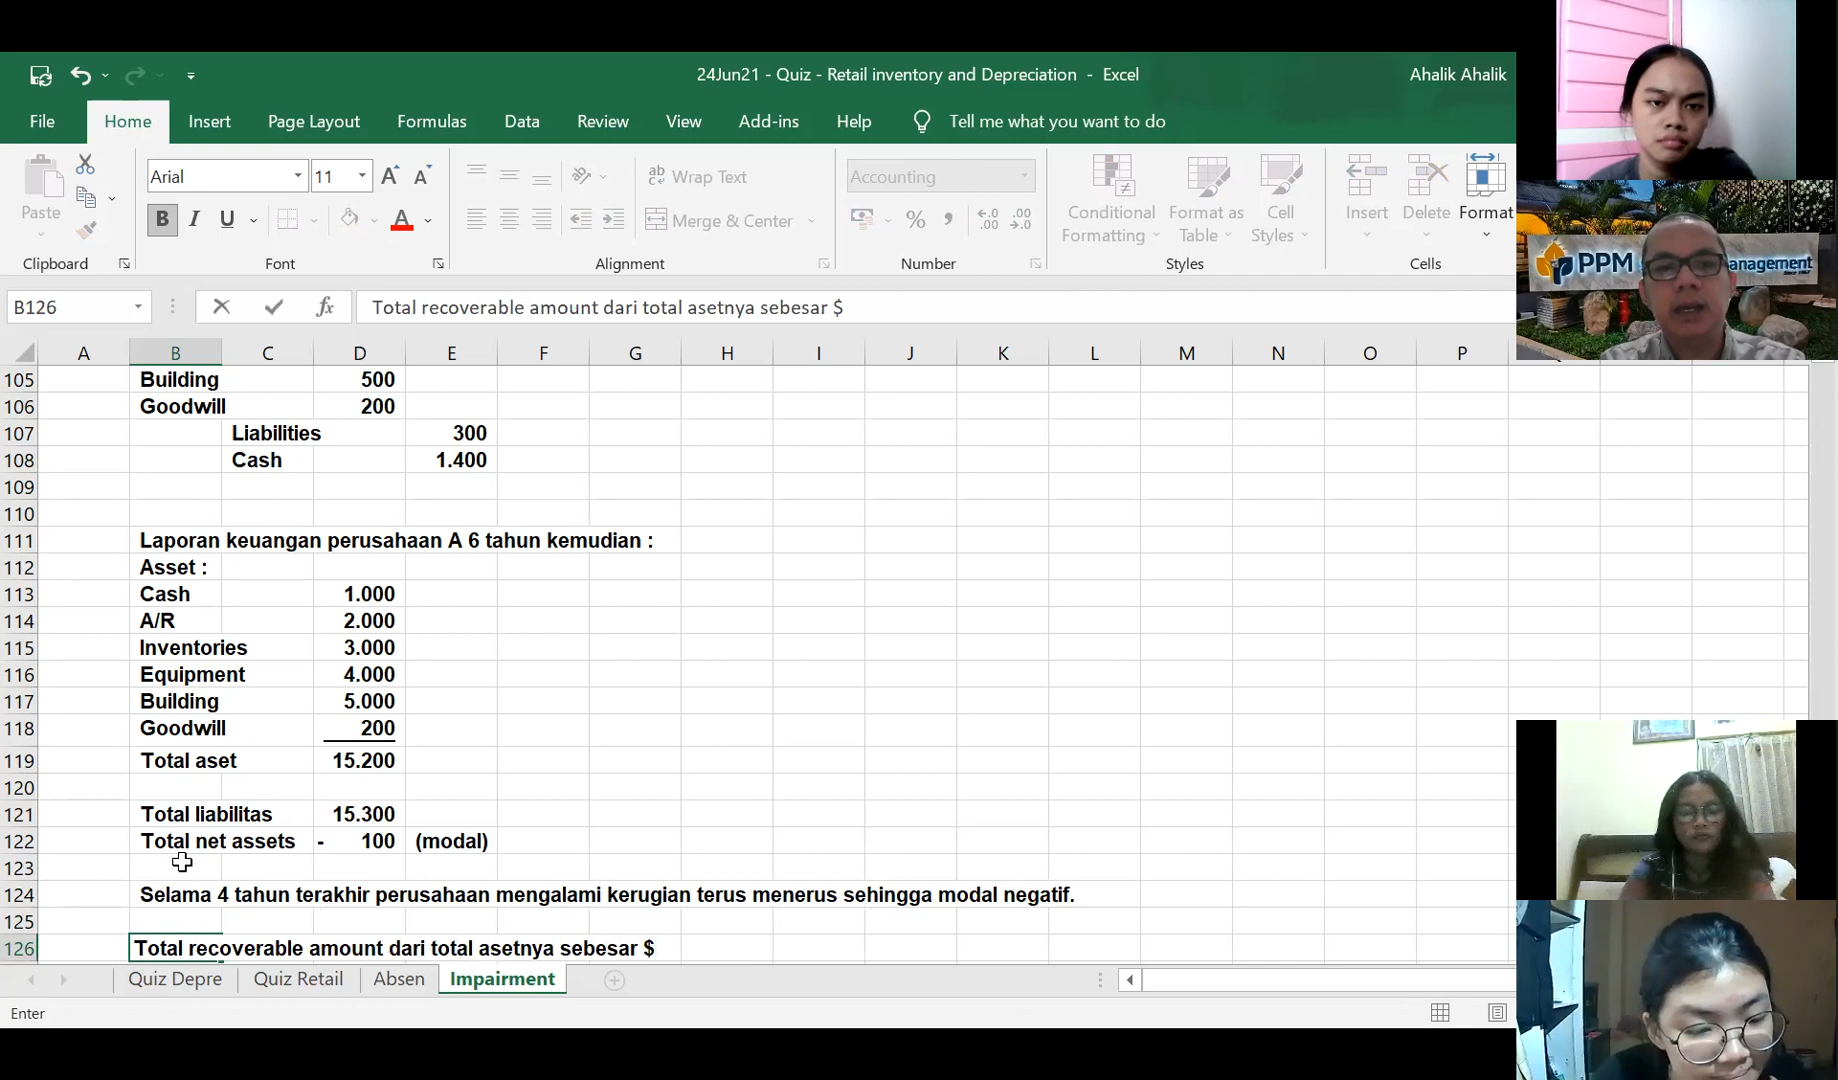 24Jun21 - Quiz - Retail inventory and Depreciation - Excel
Ahalik Ahalik
File Home Insert Page Layout Formulas Data Review View Add-ins Help Tell me what you want to do
Paste
Arial 11
B I U
Wrap Text
Merge & Center
Accounting
% ,
Conditional Formatting
Format as Table
Cell Styles
Insert Delete Format
Clipboard Font Alignment Number Styles Cells
PPM anagement
B126 fx Total recoverable amount dari total asetnya sebesar $
A B C D E F G H I J K L M N O P
105 Building 500
106 Goodwill 200
107 Liabilities 300
108 Cash 1.400
109
110
111 Laporan keuangan perusahaan A 6 tahun kemudian :
112 Asset :
113 Cash 1.000
114 A/R 2.000
115 Inventories 3.000
116 Equipment 4.000
117 Building 5.000
118 Goodwill 200
119 Total aset 15.200
120
121 Total liabilitas 15.300
122 Total net assets - 100 (modal)
123
124 Selama 4 tahun terakhir perusahaan mengalami kerugian terus menerus sehingga modal negatif.
125
126 Total recoverable amount dari total asetnya sebesar $
Quiz Depre Quiz Retail Absen Impairment
Enter